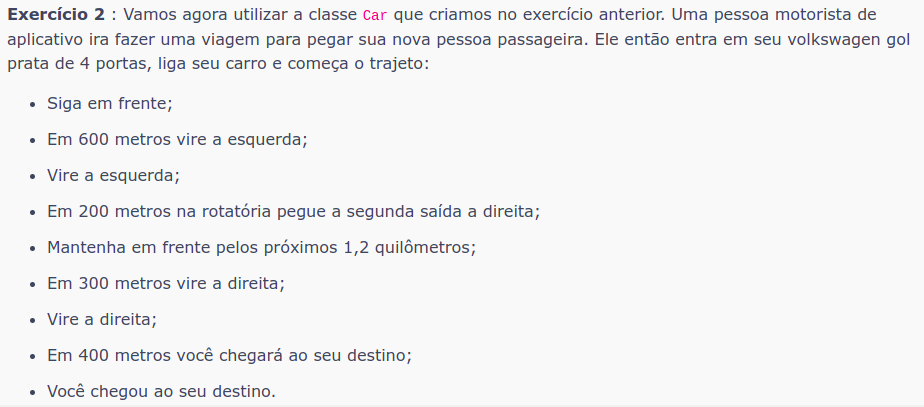 Exercício 2 : Vamos agora utilizar a classe Car que criamos no exercício anterior. Uma pessoa motorista de
aplicativo ira fazer uma viagem para pegar sua nova pessoa passageira. Ele então entra em seu volkswagen gol
prata de 4 portas, liga seu carro e começa o trajeto:
• Siga em frente;
• Em 600 metros vire a esquerda;
• Vire a esquerda;
• Em 200 metros na rotatória pegue a segunda saída a direita;
• Mantenha em frente pelos próximos 1,2 quilômetros;
• Em 300 metros vire a direita;
• Vire a direita;
• Em 400 metros você chegará ao seu destino;
• Você chegou ao seu destino.